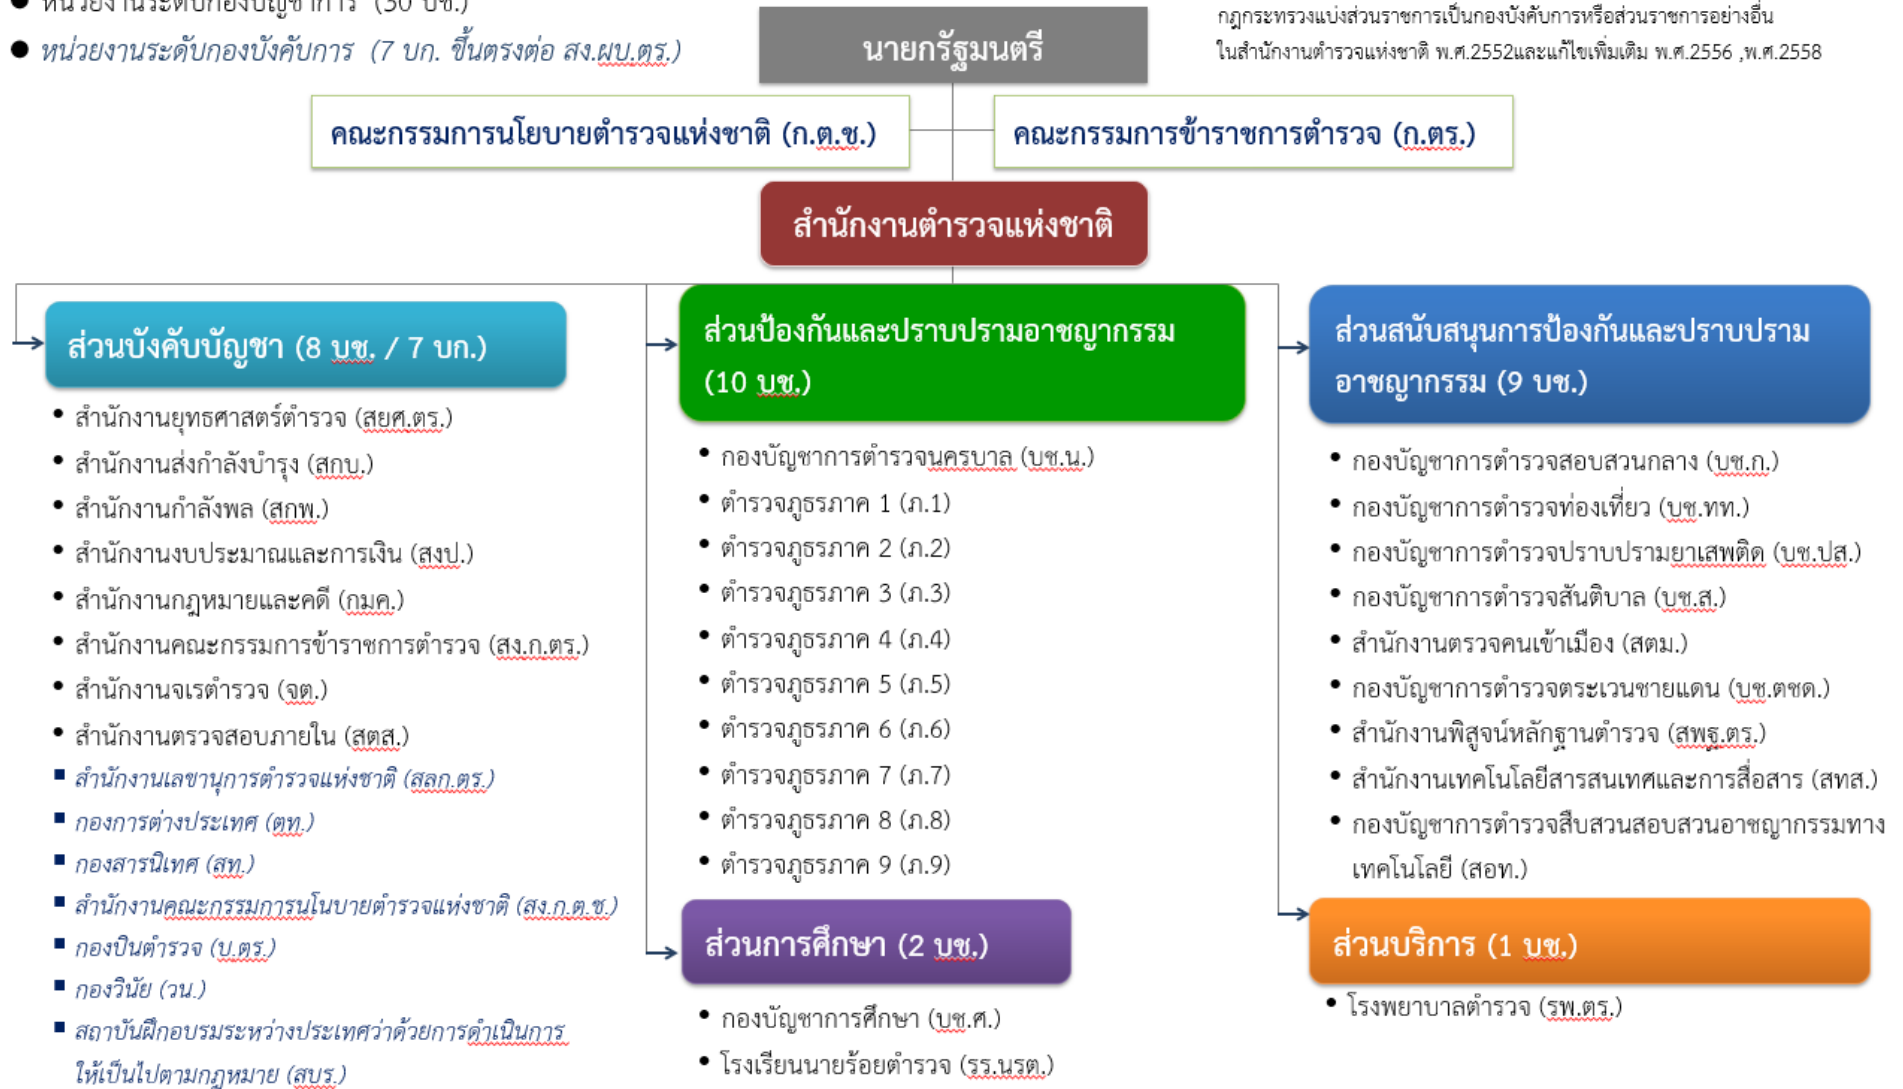 ● หน่วยงานระดับกองบัญชาการ (30 บช.)
● หน่วยงานระดับกองบังคับการ (7 บก. ขึ้นตรงต่อ สง.ผบ.ตร.)
กฎกระทรวงแบ่งส่วนราชการเป็นกองบังคับการหรือส่วนราชการอย่างอื่น
ในสำนักงานตำรวจแห่งชาติ พ.ศ.2552และแก้ไขเพิ่มเติม พ.ศ.2556 ,พ.ศ.2558
นายกรัฐมนตรี
คณะกรรมการนโยบายตำรวจแห่งชาติ (ก.ต.ช.)
คณะกรรมการข้าราชการตำรวจ (ก.ตร.)
สำนักงานตำรวจแห่งชาติ
ส่วนบังคับบัญชา (8 บช. / 7 บก.)
• สำนักงานยุทธศาสตร์ตำรวจ (สยศ.ตร.)
• สำนักงานส่งกำลังบำรุง (สกบ.)
• สำนักงานกำลังพล (สกพ.)
• สำนักงานงบประมาณและการเงิน (สงป.)
• สำนักงานกฎหมายและคดี (กมค.)
• สำนักงานคณะกรรมการข้าราชการตำรวจ (สง.ก.ตร.)
• สำนักงานจเรตำรวจ (จต.)
• สำนักงานตรวจสอบภายใน (สตส.)
▪ สำนักงานเลขานุการตำรวจแห่งชาติ (สลก.ตร.)
▪ กองการต่างประเทศ (ตท.)
▪ กองสารนิเทศ (สท.)
▪ สำนักงานคณะกรรมการนโนบายตำรวจแห่งชาติ (สง.ก.ต.ช.)
▪ กองบินตำรวจ (บ.ตร.)
▪ กองวินัย (วน.)
▪ สถาบันฝึกอบรมระหว่างประเทศว่าด้วยการดำเนินการ
ให้เป็นไปตามกฎหมาย (สบร.)
ส่วนป้องกันและปราบปรามอาชญากรรม
(10 บช.)
• กองบัญชาการตำรวจนครบาล (บช.น.)
• ตำรวจภูธรภาค 1 (ภ.1)
• ตำรวจภูธรภาค 2 (ภ.2)
• ตำรวจภูธรภาค 3 (ภ.3)
• ตำรวจภูธรภาค 4 (ภ.4)
• ตำรวจภูธรภาค 5 (ภ.5)
• ตำรวจภูธรภาค 6 (ภ.6)
• ตำรวจภูธรภาค 7 (ภ.7)
• ตำรวจภูธรภาค 8 (ภ.8)
• ตำรวจภูธรภาค 9 (ภ.9)
ส่วนการศึกษา (2 บช.)
• กองบัญชาการศึกษา (บช.ศ.)
• โรงเรียนนายร้อยตำรวจ (รร.นรต.)
ส่วนสนับสนุนการป้องกันและปราบปราม
อาชญากรรม (9 บช.)
• กองบัญชาการตำรวจสอบสวนกลาง (บช.ก.)
• กองบัญชาการตำรวจท่องเที่ยว (บช.ทท.)
• กองบัญชาการตำรวจปราบปรามยาเสพติด (บช.ปส.)
• กองบัญชาการตำรวจสันติบาล (บช.ส.)
• สำนักงานตรวจคนเข้าเมือง (สตม.)
• กองบัญชาการตำรวจตระเวนชายแดน (บช.ตชด.)
• สำนักงานพิสูจน์หลักฐานตำรวจ (สพฐ.ตร.)
• สำนักงานเทคโนโลยีสารสนเทศและการสื่อสาร (สทส.)
• กองบัญชาการตำรวจสืบสวนสอบสวนอาชญากรรมทาง
เทคโนโลยี (สอท.)
ส่วนบริการ (1 บช.)
• โรงพยาบาลตำรวจ (รพ.ตร.)